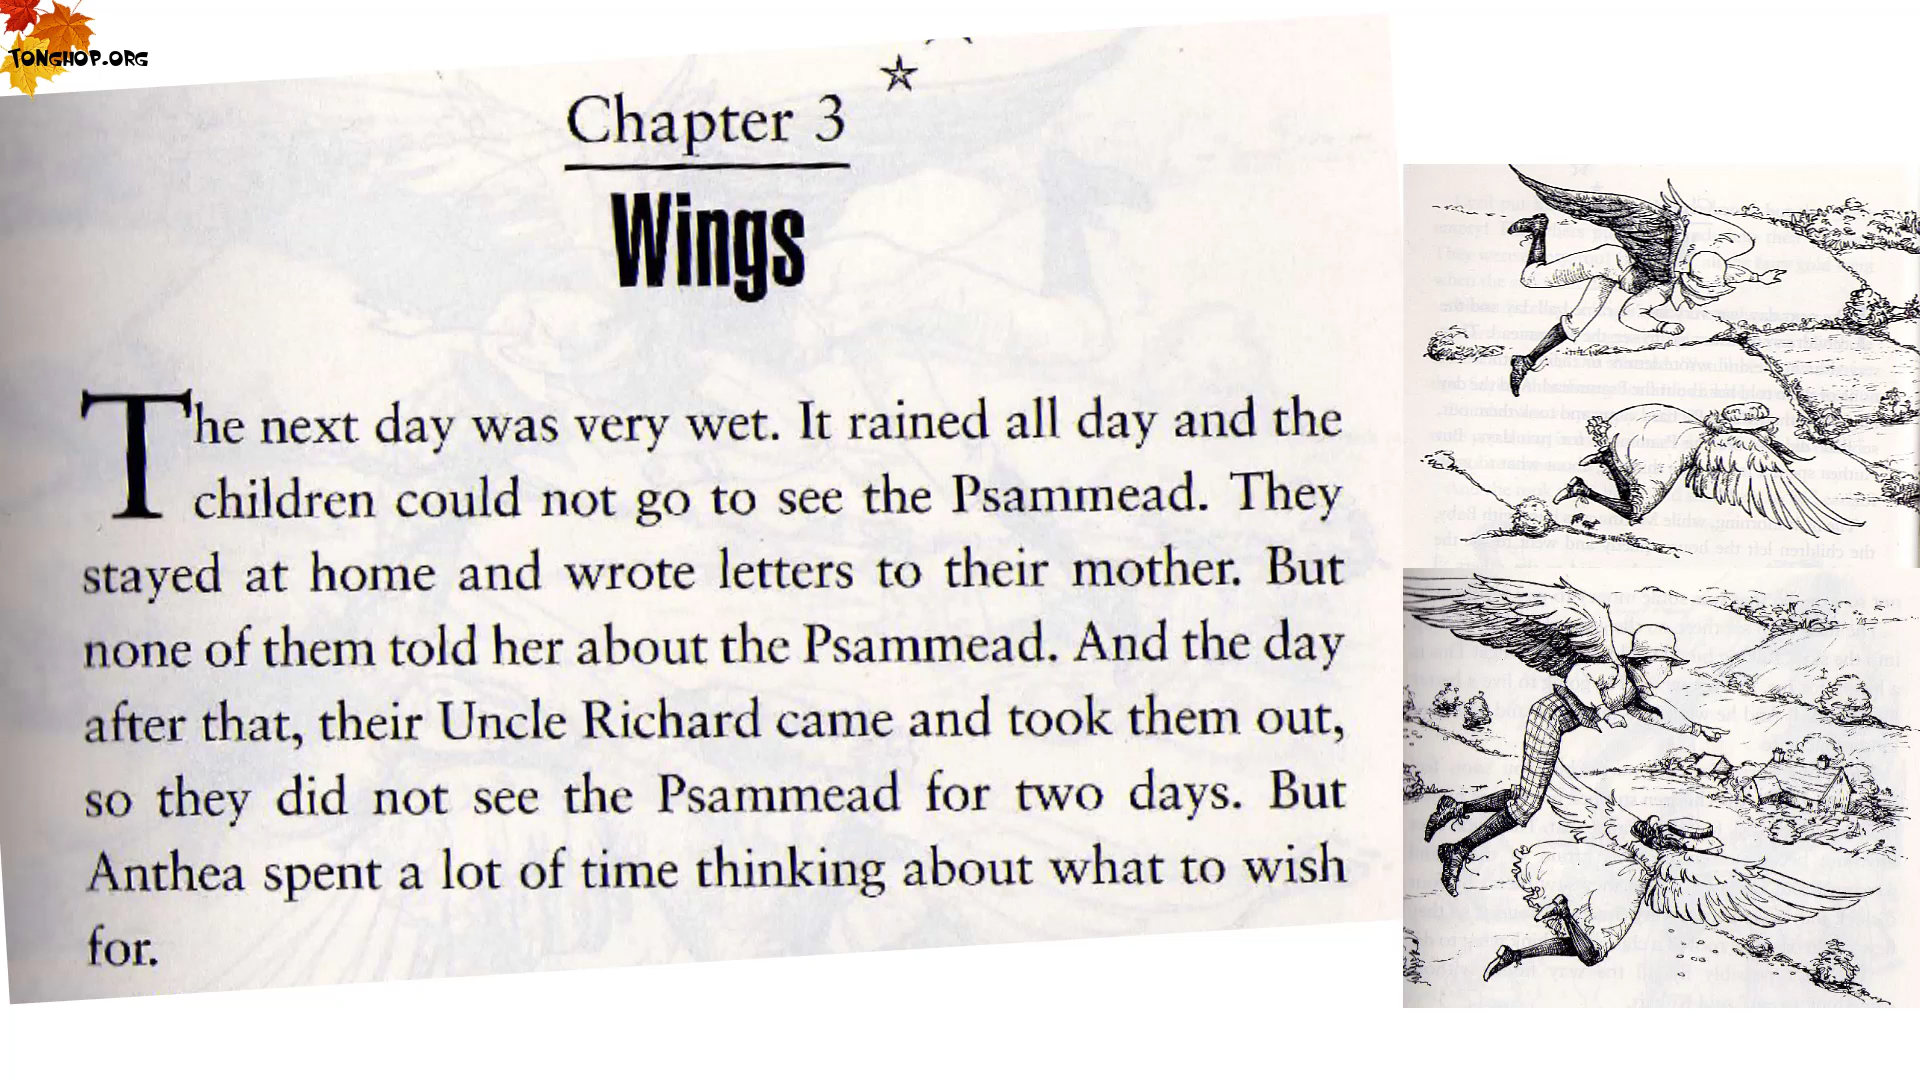 TONGHOP.ORG
Chapter 3
Wings
The next day was very wet. It rained all day and the
children could not go to see the Psammead. They
stayed at home and wrote letters to their mother. But
none of them told her about the Psammead. And the day
after that, their Uncle Richard came and took them out,
so they did not see the Psammead for two days. But
Anthea spent a lot of time thinking about what to wish
for.